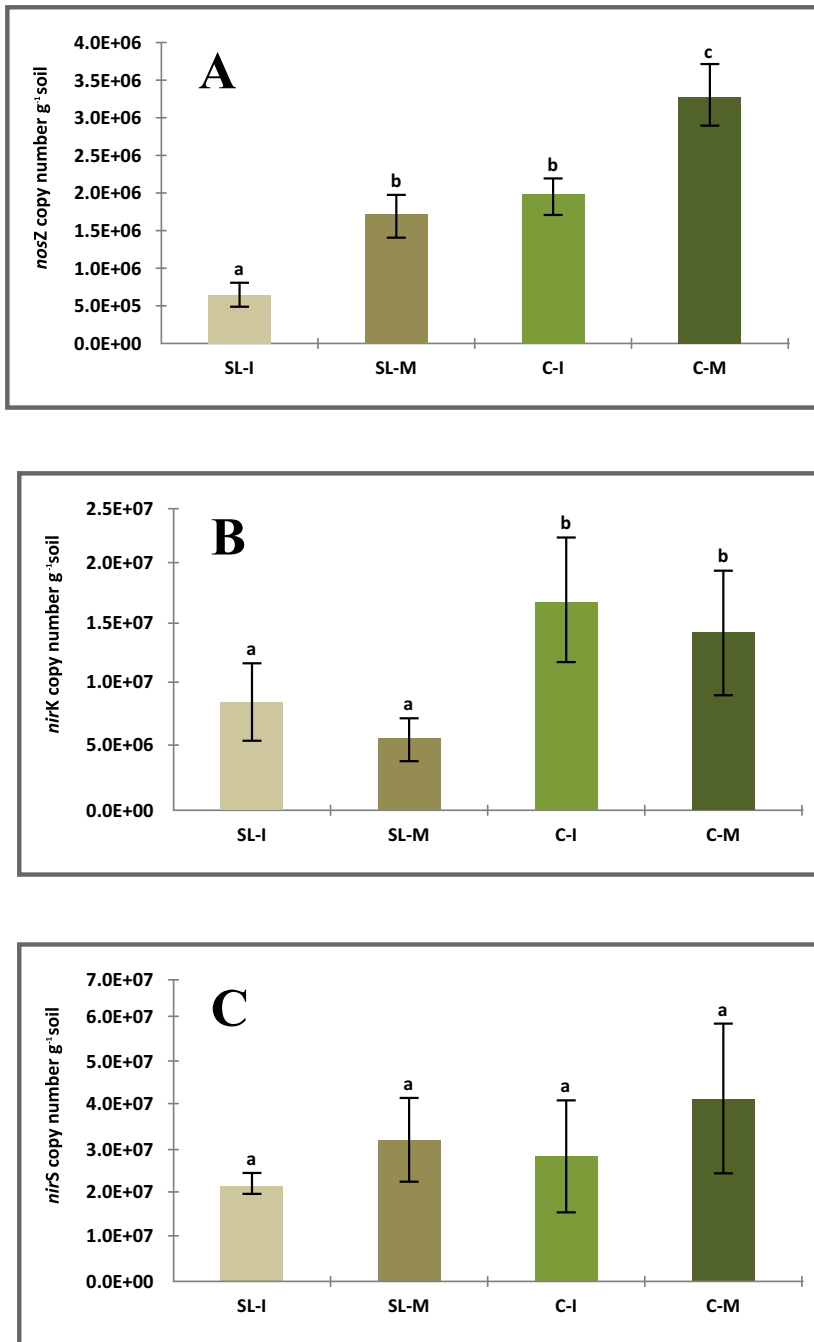 A
nosZ copy number g⁻¹soil
4.0E+06
3.5E+06
3.0E+06
2.5E+06
2.0E+06
1.5E+06
1.0E+06
5.0E+05
0.0E+00
a
b
b
c
SL-I SL-M C-I C-M
B
nirK copy number g⁻¹soil
2.5E+07
2.0E+07
1.5E+07
1.0E+07
5.0E+06
0.0E+00
a
a
b
b
SL-I SL-M C-I C-M
C
nirS copy number g⁻¹soil
7.0E+07
6.0E+07
5.0E+07
4.0E+07
3.0E+07
2.0E+07
1.0E+07
0.0E+00
a
a
a
a
SL-I SL-M C-I C-M